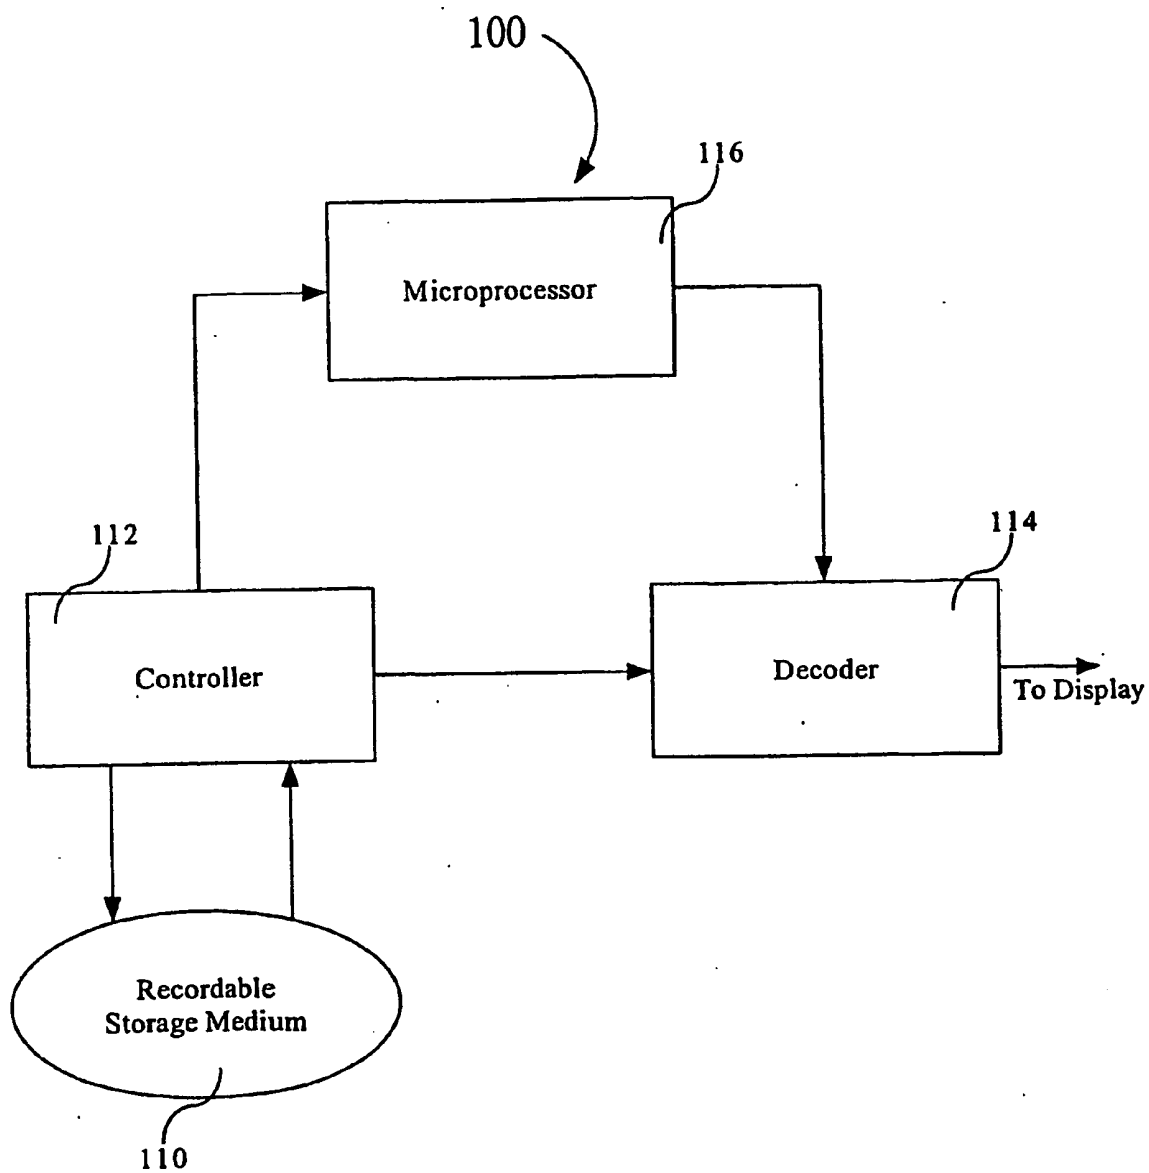 100
116
Microprocessor
112
114
Controller
Decoder
To Display
Recordable
Storage Medium
110